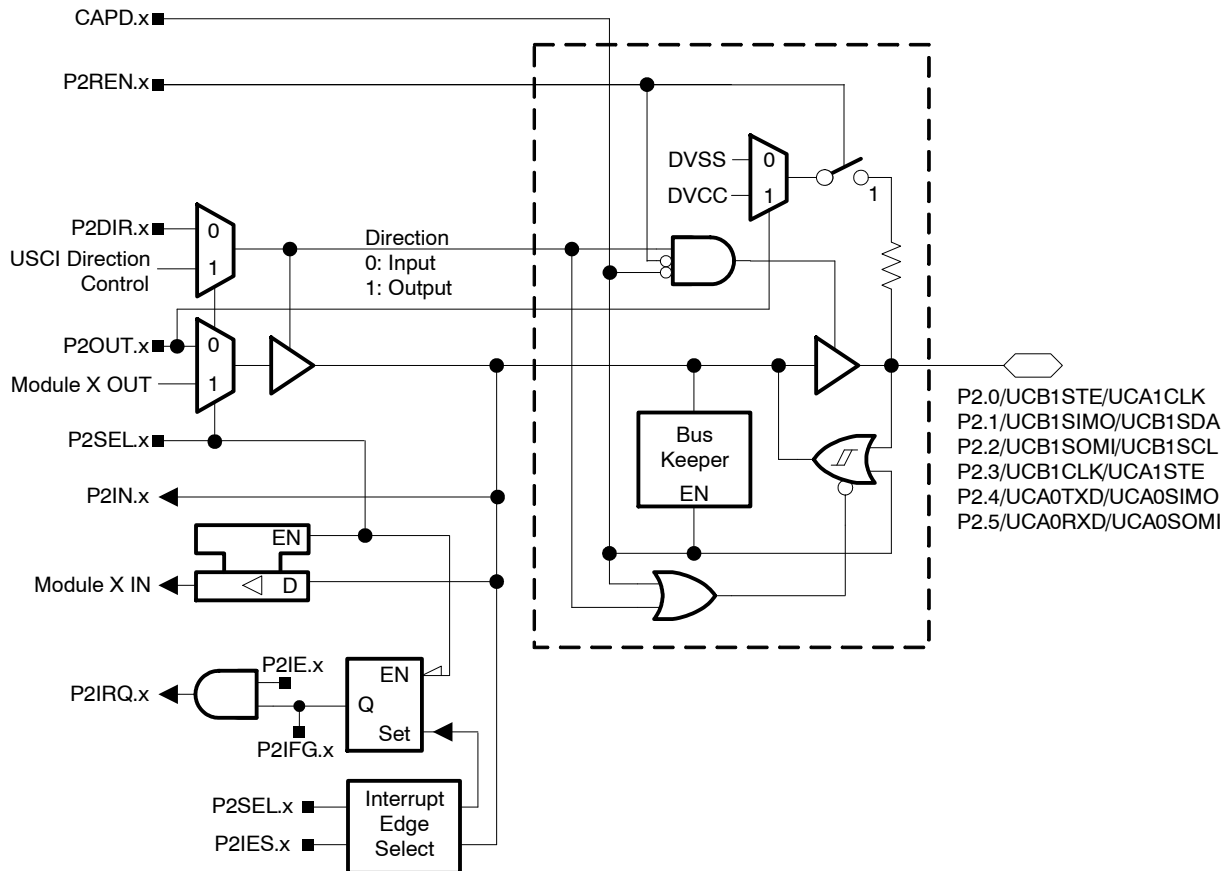 CAPD.x
P2REN.x
DVSS
0
DVCC
1
1
P2DIR.x
0
USCI Direction
Control
1
Direction
0: Input
1: Output
P2OUT.x
0
Module X OUT
1
P2SEL.x
Bus
Keeper
EN
P2.0/UCB1STE/UCA1CLK
P2.1/UCB1SIMO/UCB1SDA
P2.2/UCB1SOMI/UCB1SCL
P2.3/UCB1CLK/UCA1STE
P2.4/UCA0TXD/UCA0SIMO
P2.5/UCA0RXD/UCA0SOMI
P2IN.x
EN
Module X IN
D
P2IE.x
P2IRQ.x
P2IFG.x
EN
Q
Set
P2SEL.x
P2IES.x
Interrupt
Edge
Select